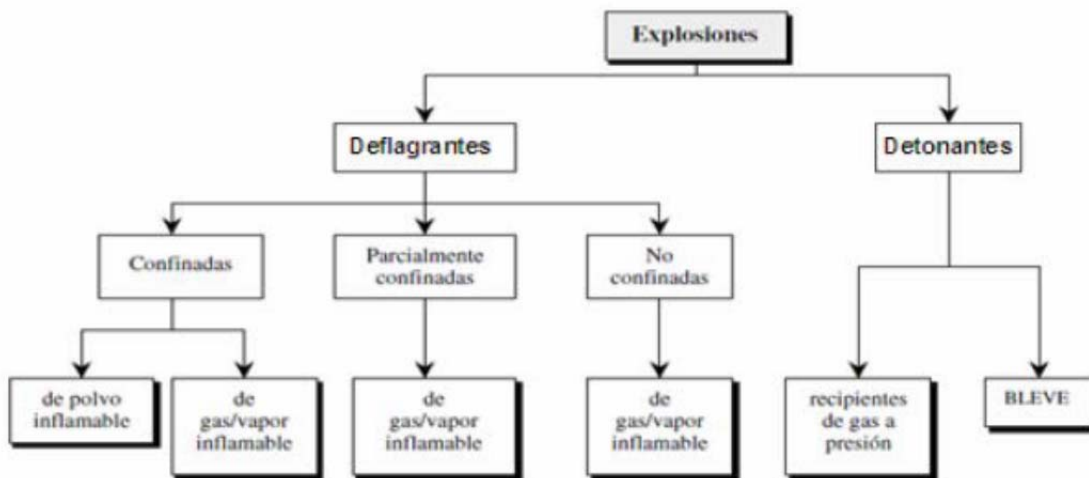 Explosiones
Deflagrantes
Detonantes
Confinadas
Parcialmente
confinadas
No
confinadas
de polvo
inflamable
de
gas/vapor
inflamable
de
gas/vapor
inflamable
de
gas/vapor
inflamable
recipientes
de gas a
presión
BLEVE